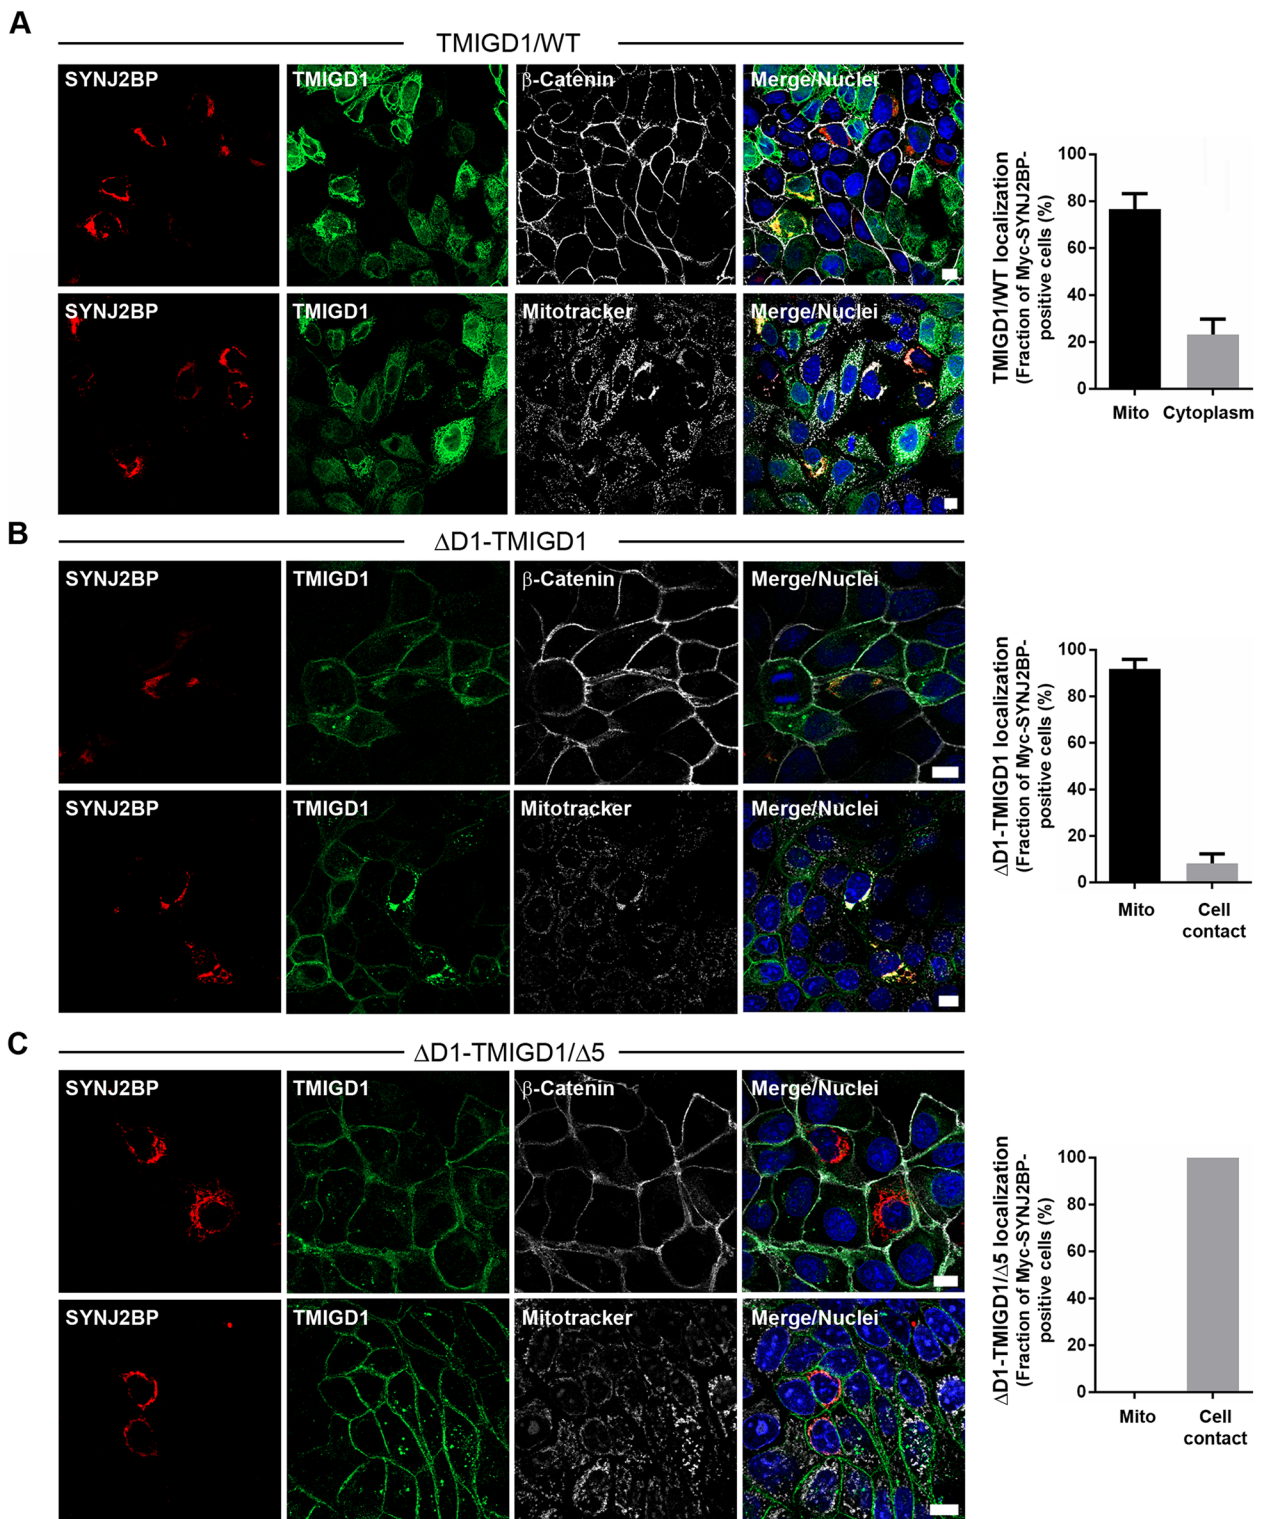 A
TMIGD1/WT
SYNJ2BP
TMIGD1
β-Catenin
Merge/Nuclei
SYNJ2BP
TMIGD1
Mitotracker
Merge/Nuclei
TMIGD1/WT localization
(Fraction of Myc-SYNJ2BP-
positive cells (%)
100
80
60
40
20
0
Mito
Cytoplasm
B
ΔD1-TMIGD1
SYNJ2BP
TMIGD1
β-Catenin
Merge/Nuclei
SYNJ2BP
TMIGD1
Mitotracker
Merge/Nuclei
ΔD1-TMIGD1 localization
(Fraction of Myc-SYNJ2BP-
positive cells (%)
100
80
60
40
20
0
Mito
Cell
contact
C
ΔD1-TMIGD1/Δ5
SYNJ2BP
TMIGD1
β-Catenin
Merge/Nuclei
SYNJ2BP
TMIGD1
Mitotracker
Merge/Nuclei
ΔD1-TMIGD1/Δ5 localization
(Fraction of Myc-SYNJ2BP-
positive cells (%)
100
80
60
40
20
0
Mito
Cell
contact